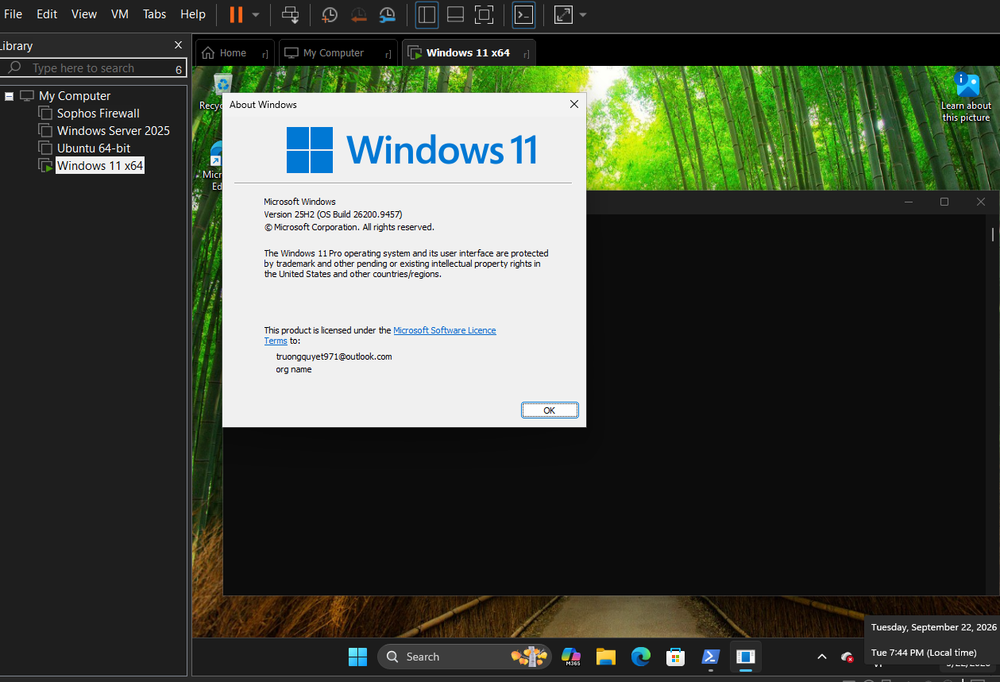 File Edit View VM Tabs Help
Library
Type here to search
My Computer
Sophos Firewall
Windows Server 2025
Ubuntu 64-bit
Windows 11 x64
Home
My Computer
Windows 11 x64
Learn about
this picture
About Windows
Windows 11
Microsoft Windows
Version 25H2 (OS Build 26200.9457)
© Microsoft Corporation. All rights reserved.
The Windows 11 Pro operating system and its user interface are protected
by trademark and other pending or existing intellectual property rights in
the United States and other countries/regions.
This product is licensed under the Microsoft Software Licence
Terms to:
truongquyet971@outlook.com
org name
OK
Search
M365
Tuesday, September 22, 2026
Tue 7:44 PM (Local time)